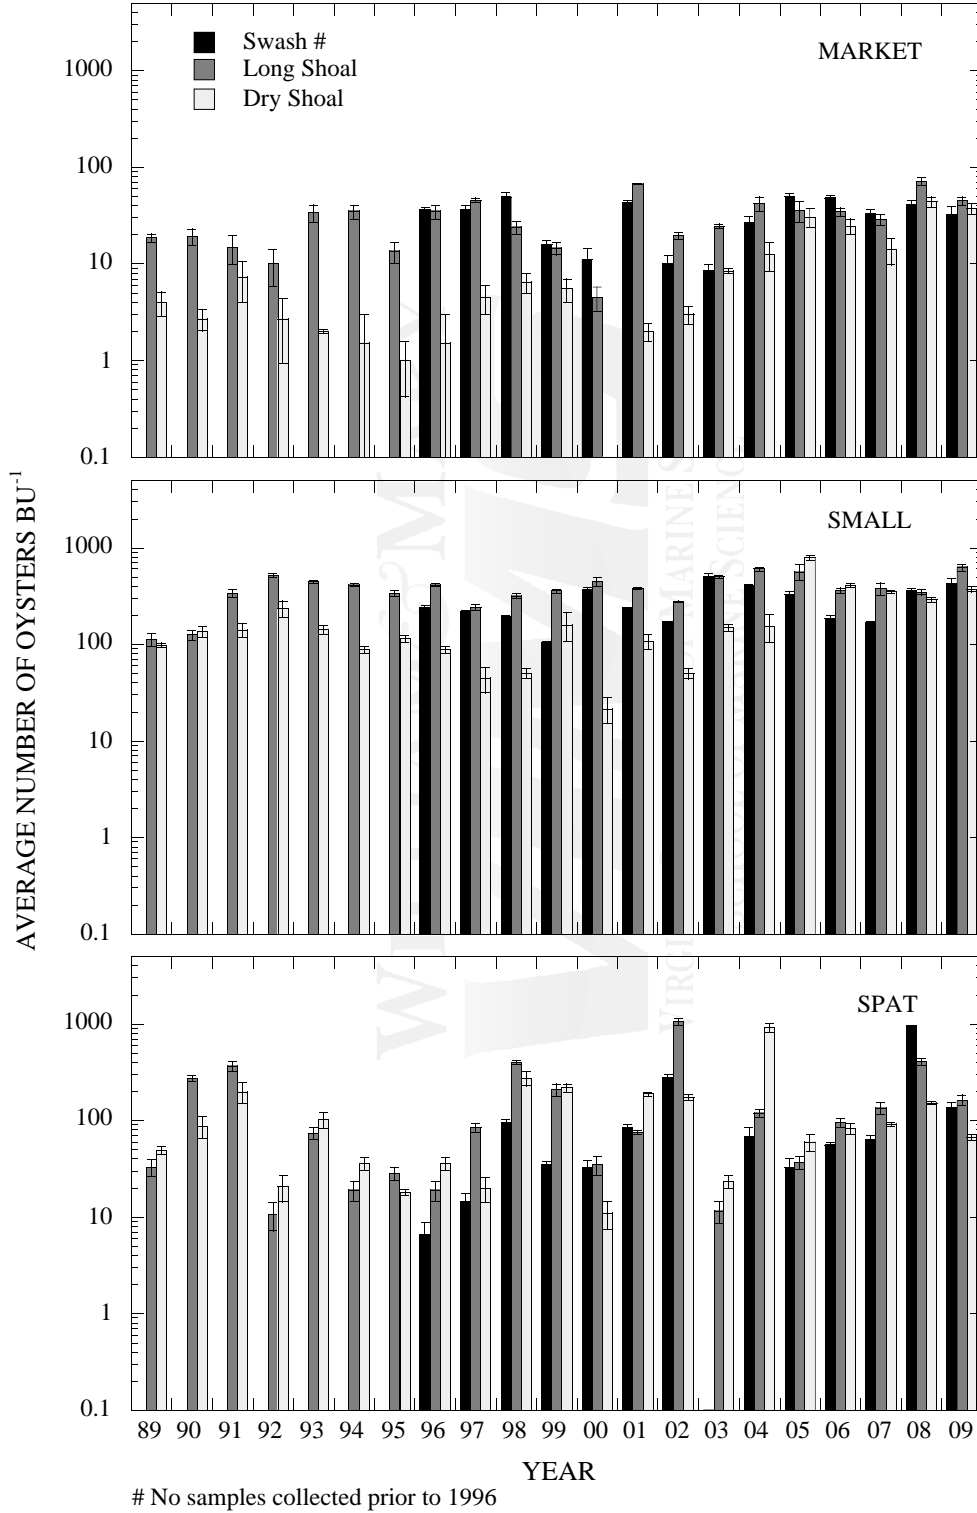 Swash #
Long Shoal
Dry Shoal
MARKET
1000
100
10
1
0.1
SMALL
1000
100
10
1
0.1
SPAT
1000
100
10
1
0.1
AVERAGE NUMBER OF OYSTERS BU-1
89 90 91 92 93 94 95 96 97 98 99 00 01 02 03 04 05 06 07 08 09
YEAR
# No samples collected prior to 1996